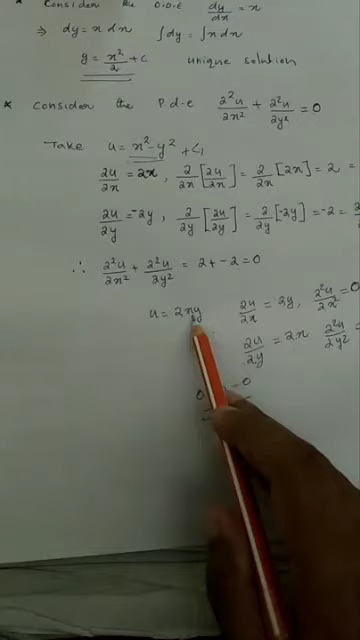 * Consider the O.D.E dy/dx = x
⇒ dy = x dx ∫dy = ∫x dx
y = x²/2 + c unique solution
* Consider the P.d.e ∂²u/∂x² + ∂²u/∂y² = 0
Take u = x² - y² + C₁
∂u/∂x = 2x , ∂/∂x [∂u/∂x] = ∂/∂x [2x] = 2 =
∂u/∂y = -2y , ∂/∂y [∂u/∂y] = ∂/∂y [-2y] = -2 =
∴ ∂²u/∂x² + ∂²u/∂y² = 2 + -2 = 0
u = 2xy ∂u/∂x = 2y, ∂²u/∂x² = 0
∂u/∂y = 2x ∂²u/∂y² =
0 = 0